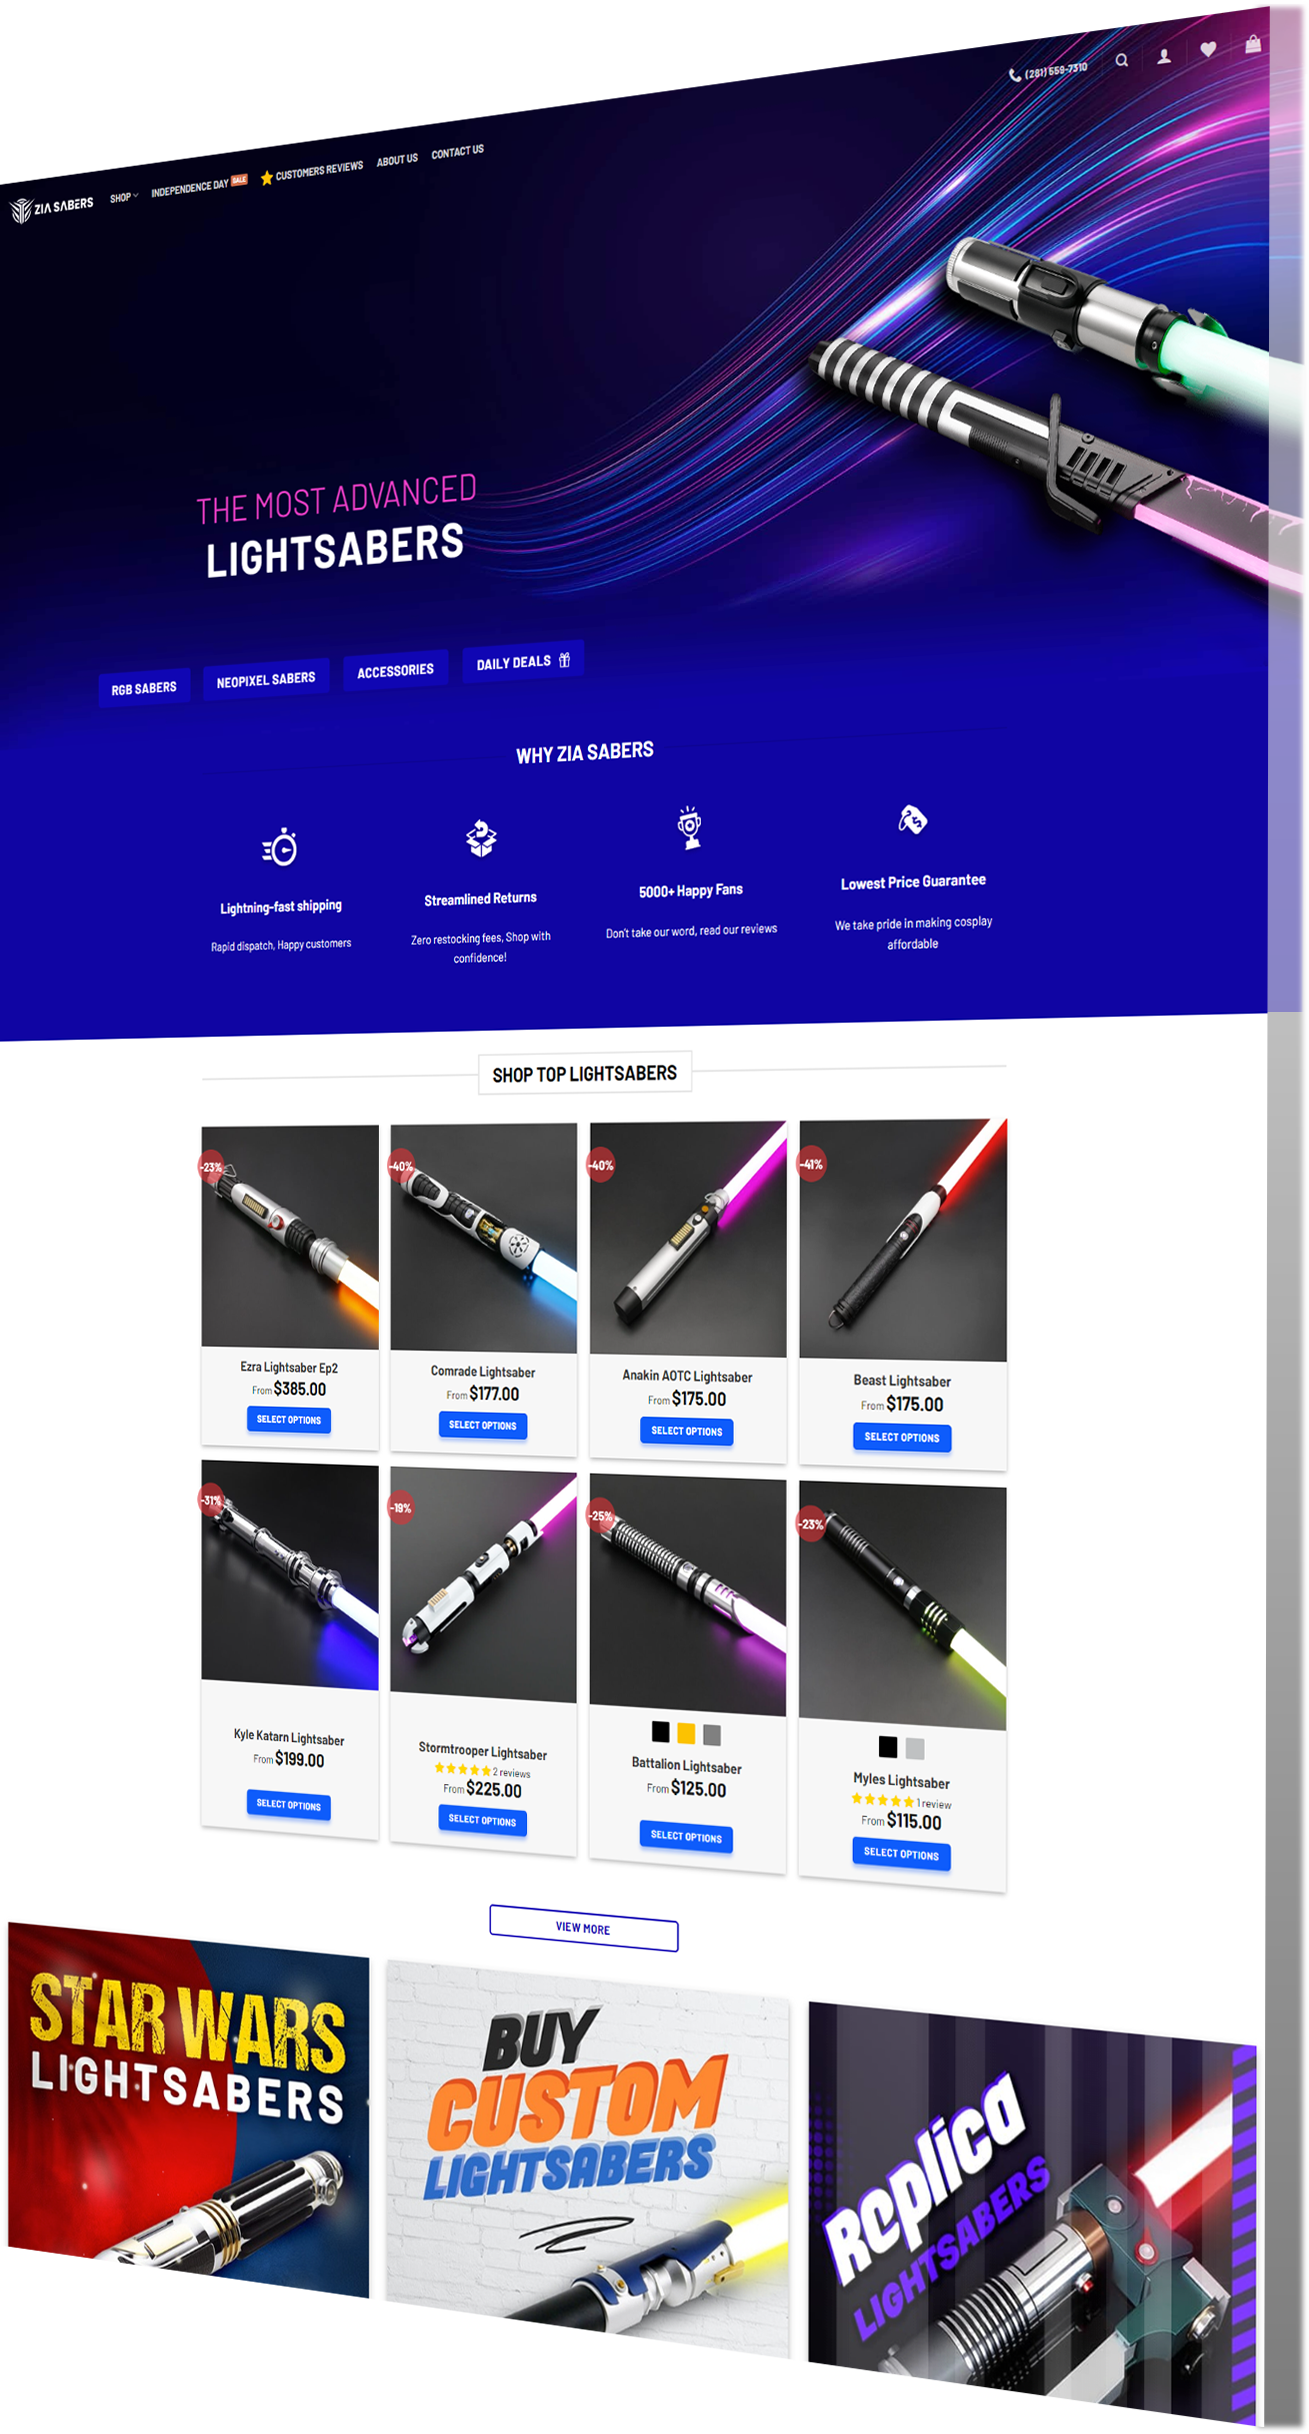 (281) 559-7310
ZIA SABERS
SHOP
INDEPENDENCE DAY SALE
CUSTOMERS REVIEWS
ABOUT US
CONTACT US
THE MOST ADVANCED
LIGHTSABERS
RGB SABERS
NEOPIXEL SABERS
ACCESSORIES
DAILY DEALS
WHY ZIA SABERS
Lightning-fast shipping
Rapid dispatch, Happy customers
Streamlined Returns
Zero restocking fees, Shop with
confidence!
5000+ Happy Fans
Don't take our word, read our reviews
Lowest Price Guarantee
We take pride in making cosplay
affordable
SHOP TOP LIGHTSABERS
-23%
Ezra Lightsaber Ep2
From $385.00
SELECT OPTIONS
-40%
Comrade Lightsaber
From $177.00
SELECT OPTIONS
-40%
Anakin AOTC Lightsaber
From $175.00
SELECT OPTIONS
-41%
Beast Lightsaber
From $175.00
SELECT OPTIONS
-31%
Kyle Katarn Lightsaber
From $199.00
SELECT OPTIONS
-19%
Stormtrooper Lightsaber
2 reviews
From $225.00
SELECT OPTIONS
-25%
Battalion Lightsaber
From $125.00
SELECT OPTIONS
-23%
Myles Lightsaber
1 review
From $115.00
SELECT OPTIONS
VIEW MORE
STAR WARS
LIGHTSABERS
BUY
CUSTOM
LIGHTSABERS
Replica
LIGHTSABERS